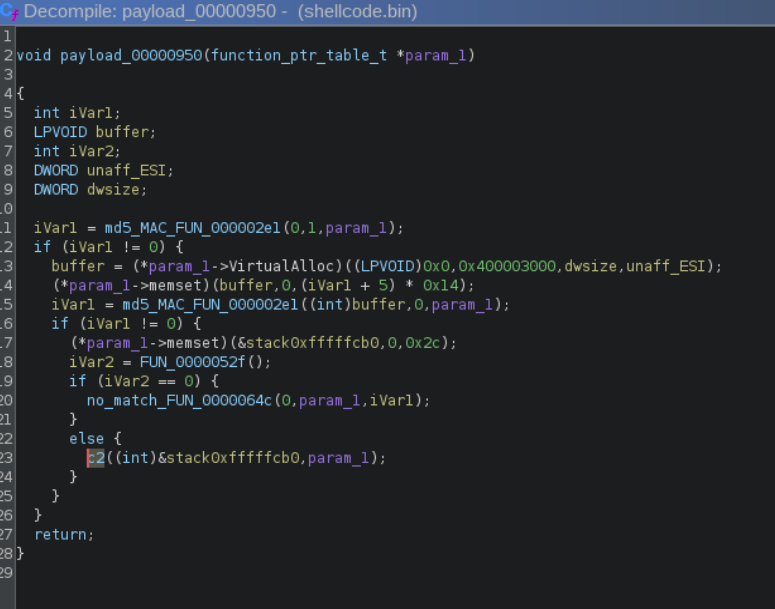 Decompile: payload_00000950 - (shellcode.bin)
1
2 void payload_00000950(function_ptr_table_t *param_1)
3
4 {
5 int iVar1;
6 LPVOID buffer;
7 int iVar2;
8 DWORD unaff_ESI;
9 DWORD dwsize;
10
11 iVar1 = md5_MAC_FUN_000002e1(0,1,param_1);
12 if (iVar1 != 0) {
13 buffer = (*param_1->VirtualAlloc)((LPVOID)0x0,0x400003000,dwsize,unaff_ESI);
14 (*param_1->memset)(buffer,0,(iVar1 + 5) * 0x14);
15 iVar1 = md5_MAC_FUN_000002e1((int)buffer,0,param_1);
16 if (iVar1 != 0) {
17 (*param_1->memset)(&stack0xfffffcb0,0,0x2c);
18 iVar2 = FUN_0000052f();
19 if (iVar2 == 0) {
20 no_match_FUN_0000064c(0,param_1,iVar1);
21 }
22 else {
23 c2((int)&stack0xfffffcb0,param_1);
24 }
25 }
26 }
27 return;
28 }
29